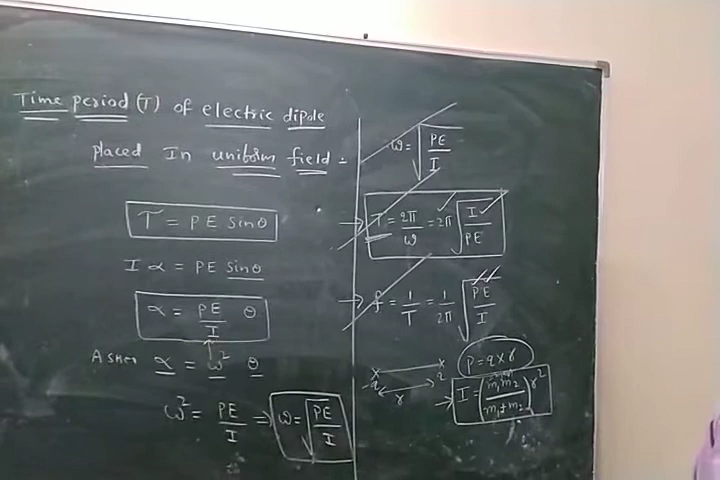 Time period (T) of electric dipole
placed In uniform field :
τ = PE sinθ
I α = PE sinθ
α = PE/I θ
A SHM α = ω² θ
ω² = PE/I ⇒ ω = √(PE/I)
ω = √(PE/I)
→ T = 2π/ω = 2π √(I/PE)
→ f = 1/T = 1/2π √(PE/I)
P = q × r
-q q
r
→ I = (m₁m₂/m₁+m₂) r²